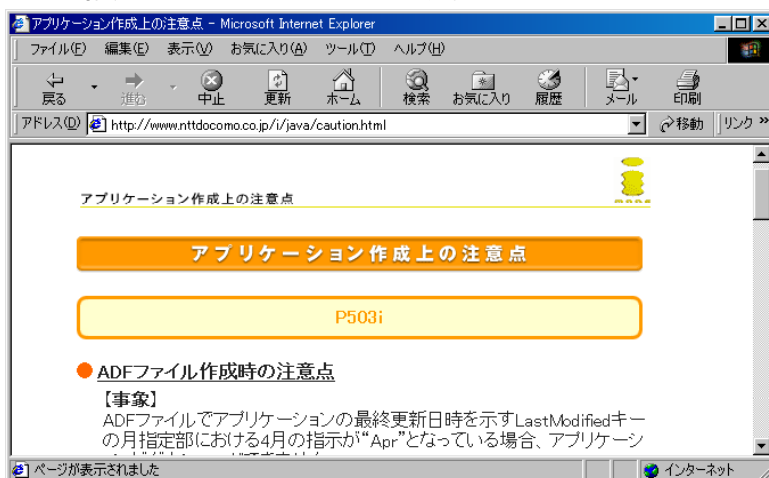 アプリケーション作成上の注意点 - Microsoft Internet Explorer
ファイル(F) 編集(E) 表示(V) お気に入り(A) ツール(T) ヘルプ(H)
戻る 進む 中止 更新 ホーム 検索 お気に入り 履歴 メール 印刷
アドレス(D) http://www.nttdocomo.co.jp/i/java/caution.html 移動 リンク »
アプリケーション作成上の注意点
アプリケーション作成上の注意点
P503i
ADFファイル作成時の注意点
【事象】
ADFファイルでアプリケーションの最終更新日時を示すLastModifiedキー
の月指定部における4月の指示が“Apr”となっている場合、アプリケーシ
ページが表示されました インターネット